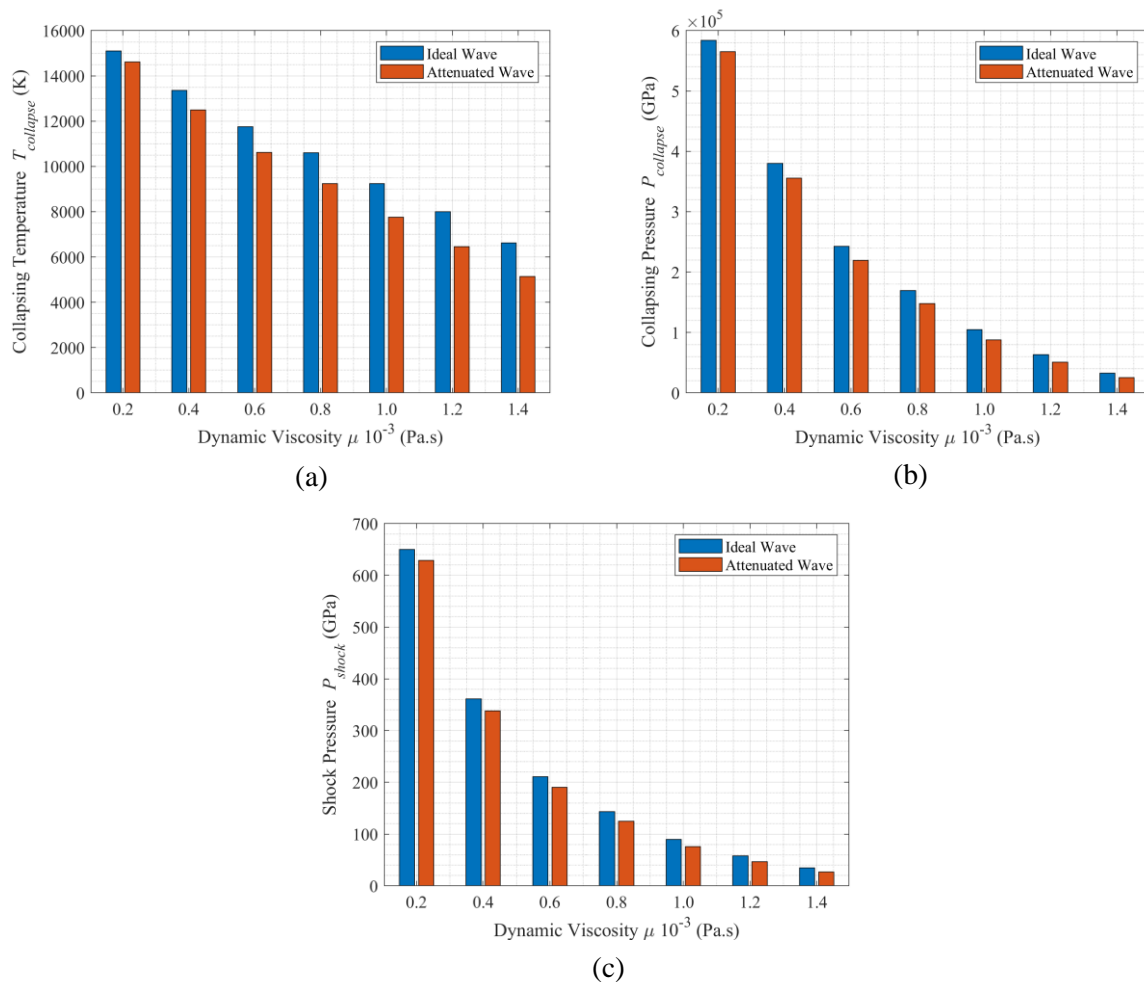 16000
14000
12000
10000
8000
6000
4000
2000
0
Collapsing Temperature T_collapse (K)
Ideal Wave
Attenuated Wave
0.2 0.4 0.6 0.8 1.0 1.2 1.4
Dynamic Viscosity μ 10^-3 (Pa.s)
(a)
×10^5
6
5
4
3
2
1
0
Collapsing Pressure P_collapse (GPa)
Ideal Wave
Attenuated Wave
0.2 0.4 0.6 0.8 1.0 1.2 1.4
Dynamic Viscosity μ 10^-3 (Pa.s)
(b)
700
600
500
400
300
200
100
0
Shock Pressure P_shock (GPa)
Ideal Wave
Attenuated Wave
0.2 0.4 0.6 0.8 1.0 1.2 1.4
Dynamic Viscosity μ 10^-3 (Pa.s)
(c)